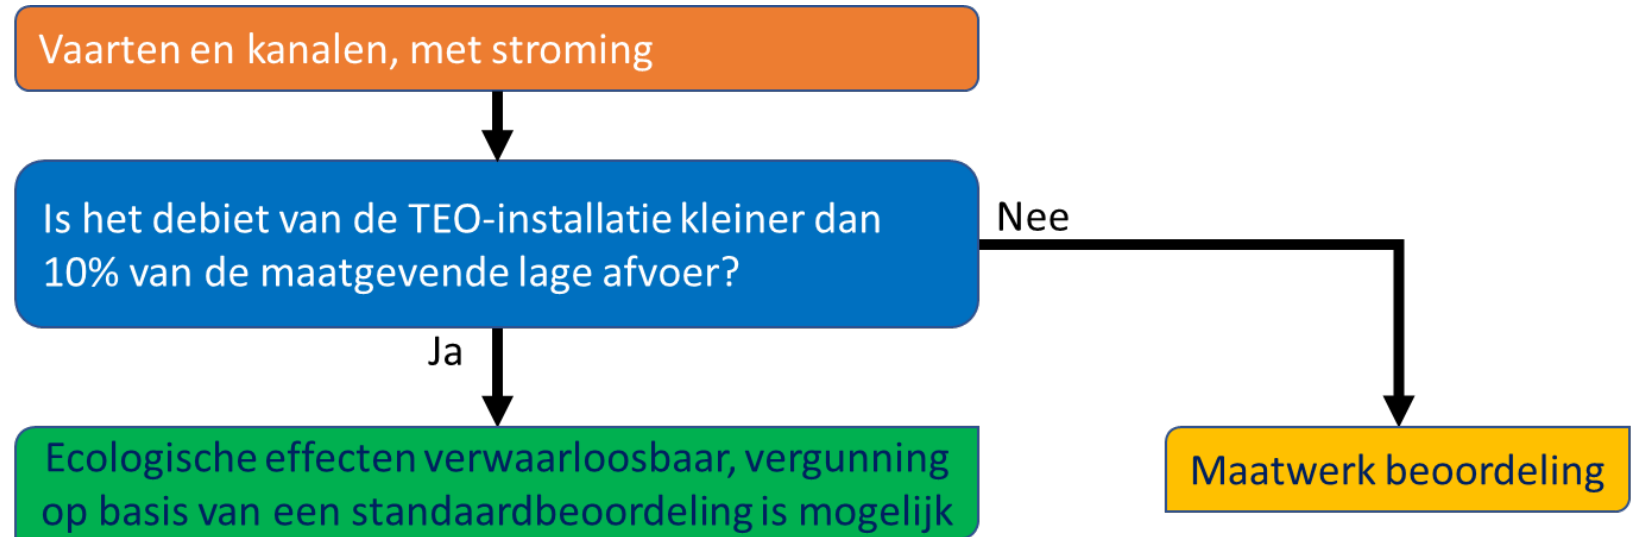 Vaarten en kanalen, met stroming
Is het debiet van de TEO-installatie kleiner dan
10% van de maatgevende lage afvoer?
Nee
Ja
Ecologische effecten verwaarloosbaar, vergunning
op basis van een standaardbeoordeling is mogelijk
Maatwerk beoordeling